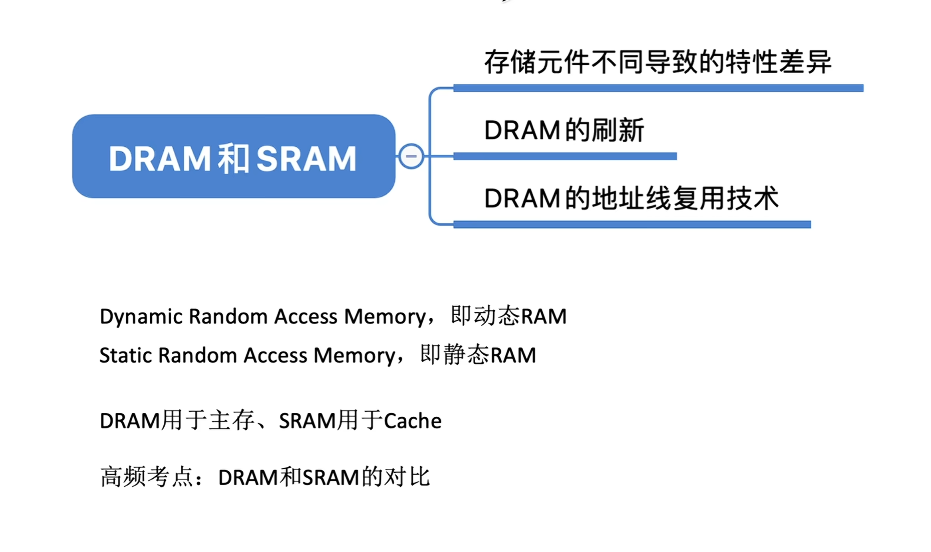 存储元件不同导致的特性差异
DRAM和SRAM
DRAM的刷新
DRAM的地址线复用技术
Dynamic Random Access Memory，即动态RAM
Static Random Access Memory，即静态RAM
DRAM用于主存、SRAM用于Cache
高频考点：DRAM和SRAM的对比